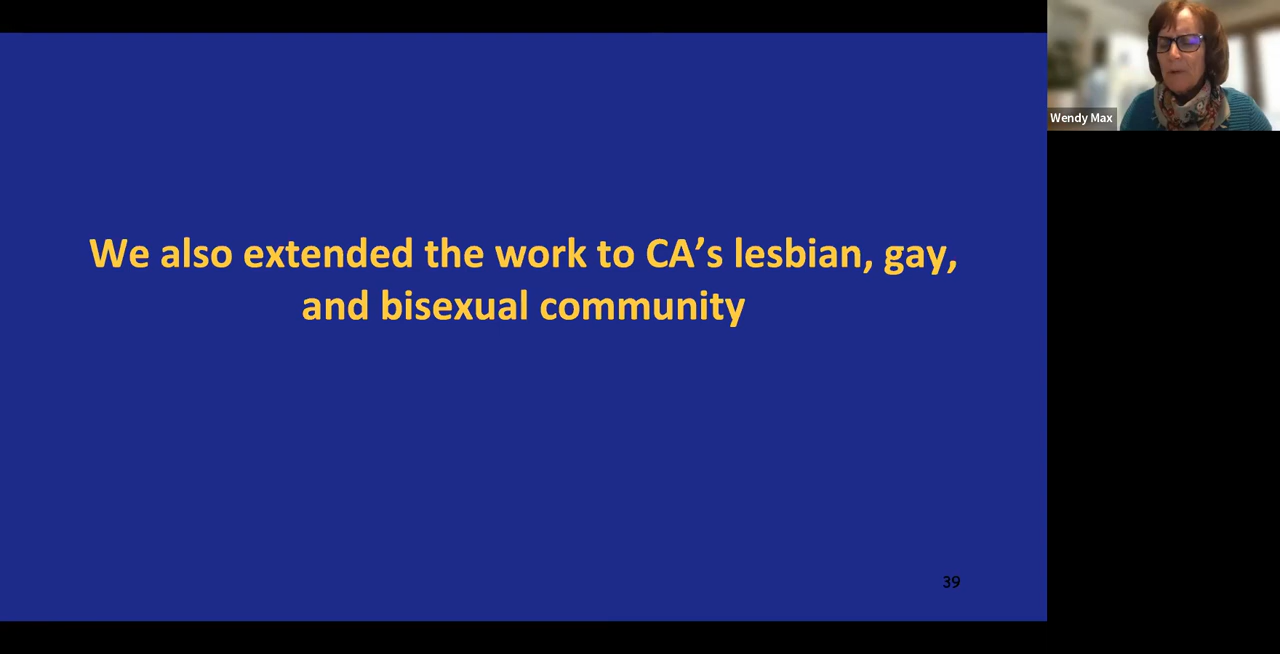 We also extended the work to CA’s lesbian, gay,
and bisexual community
39
Wendy Max